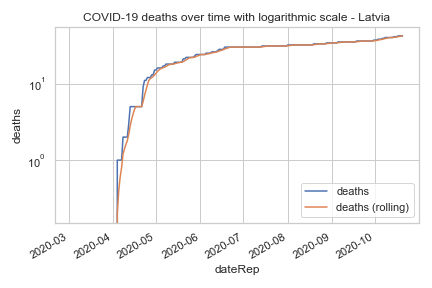 COVID-19 deaths over time with logarithmic scale - Latvia
deaths
10¹
10⁰
deaths
deaths (rolling)
2020-03
2020-04
2020-05
2020-06
2020-07
2020-08
2020-09
2020-10
dateRep